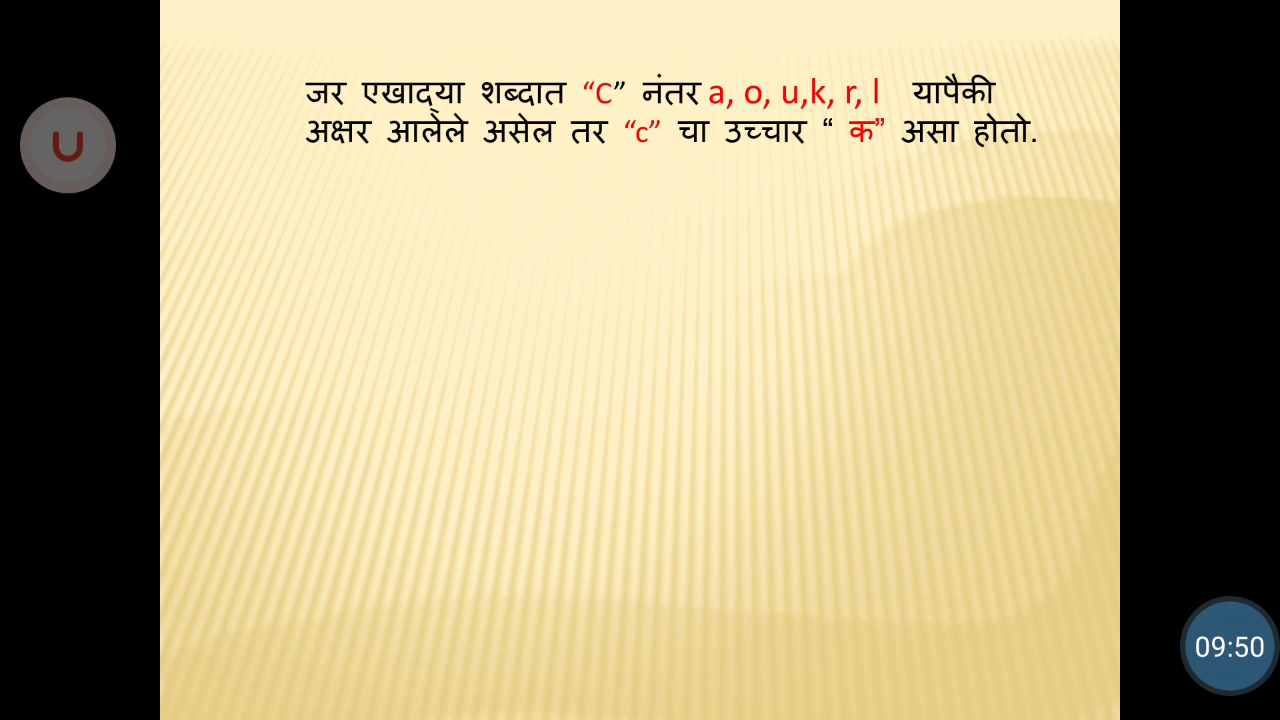 जर एखाद्या शब्दात “C” नंतर a, o, u,k, r, l यापैकी
अक्षर आलेले असेल तर “c” चा उच्चार “ क” असा होतो.
09:50